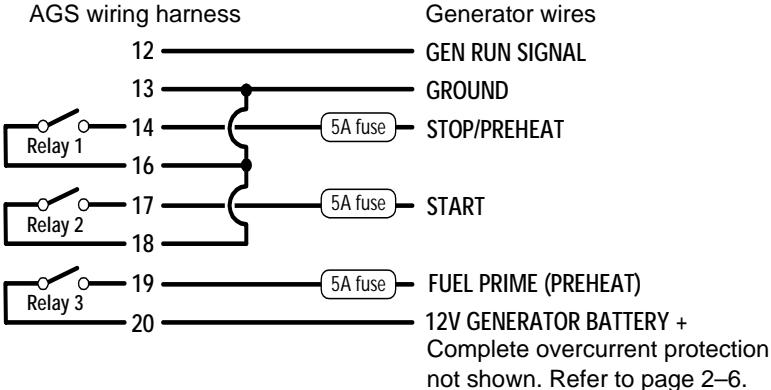 AGS wiring harness Generator wires
12 GEN RUN SIGNAL
13 GROUND
14 5A fuse STOP/PREHEAT
Relay 1
16
17 5A fuse START
Relay 2
18
19 5A fuse FUEL PRIME (PREHEAT)
Relay 3
20 12V GENERATOR BATTERY +
Complete overcurrent protection
not shown. Refer to page 2–6.